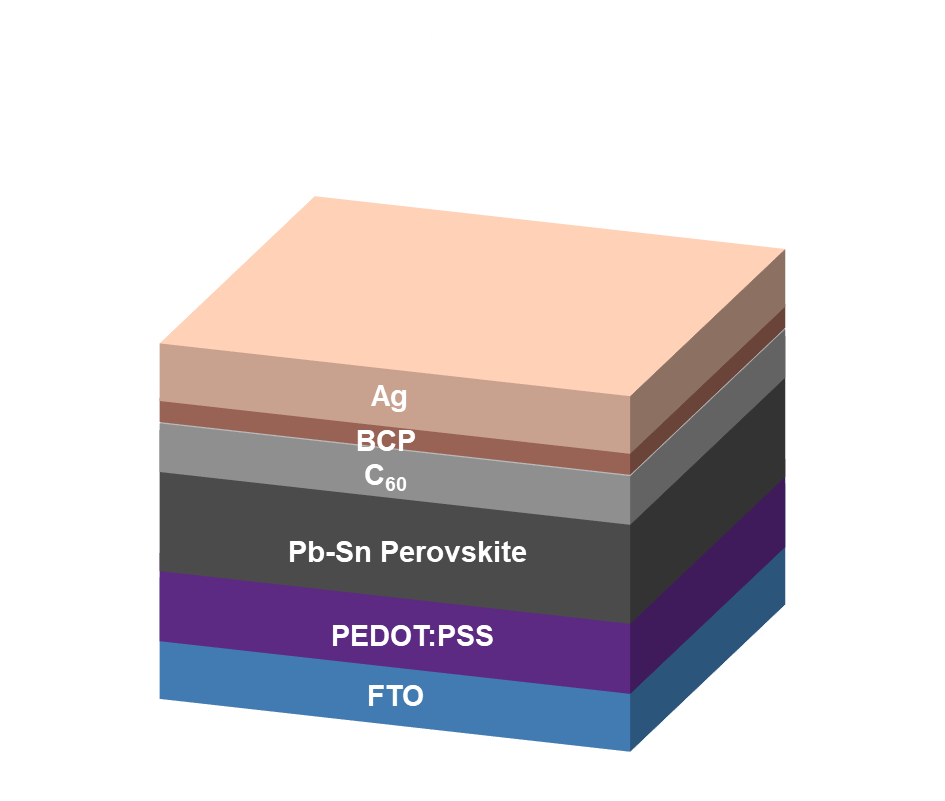 Ag
BCP
C₆₀
Pb-Sn Perovskite
PEDOT:PSS
FTO